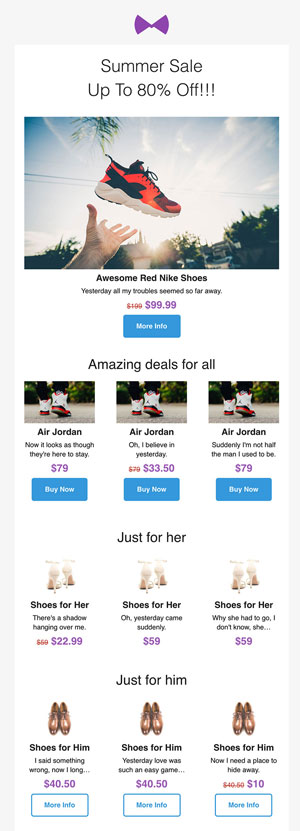 Summer Sale
Up To 80% Off!!!
Awesome Red Nike Shoes
Yesterday all my troubles seemed so far away.
$199 $99.99
More Info
Amazing deals for all
Air Jordan
Now it looks as though
they're here to stay.
$79
Buy Now
Air Jordan
Oh, I believe in
yesterday.
$79 $33.50
Buy Now
Air Jordan
Suddenly I'm not half
the man I used to be.
$79
Buy Now
Just for her
Shoes for Her
There's a shadow
hanging over me.
$59 $22.99
Shoes for Her
Oh, yesterday came
suddenly.
$59
Shoes for Her
Why she had to go, I
don't know, she…
$59
Just for him
Shoes for Him
I said something
wrong, now I long…
$40.50
More Info
Shoes for Him
Yesterday love was
such an easy game…
$40.50
More Info
Shoes for Him
Now I need a place to
hide away.
$40.50 $10
More Info